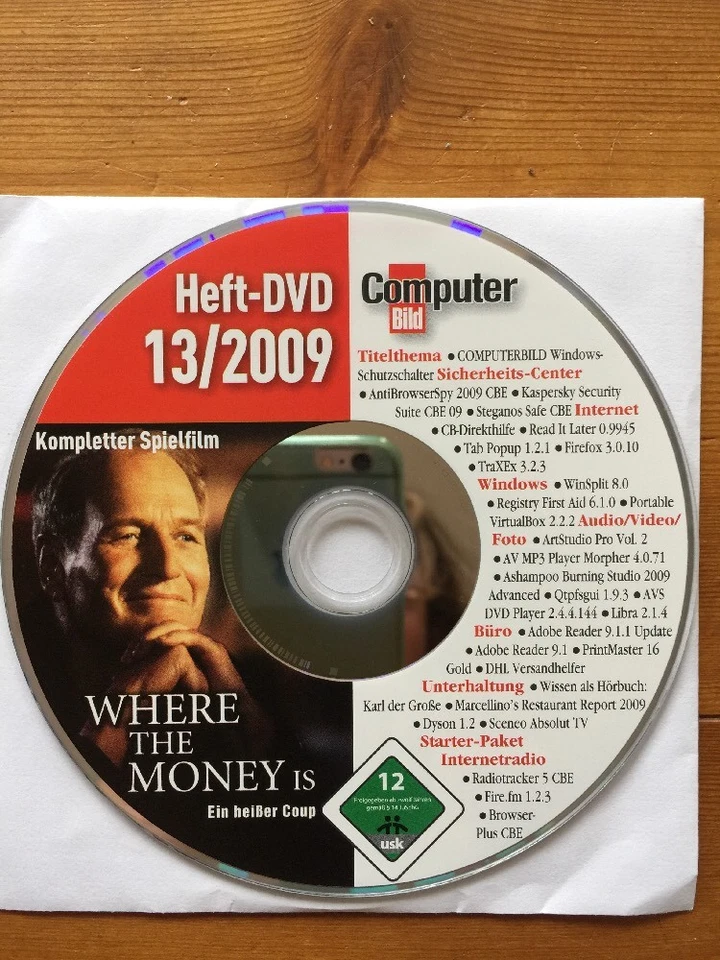 Heft-DVD
13/2009
Kompletter Spielfilm
WHERE
THE
MONEY IS
Ein heißer Coup
Computer
Bild
Titelthema ● COMPUTERBILD Windows-
Schutzschalter Sicherheits-Center
● AntiBrowserSpy 2009 CBE ● Kaspersky Security
Suite CBE 09 ● Steganos Safe CBE Internet
● CB-Direkthilfe ● Read It Later 0.9945
● Tab Popup 1.2.1 ● Firefox 3.0.10
● TraXEx 3.2.3
Windows ● WinSplit 8.0
● Registry First Aid 6.1.0 ● Portable
VirtualBox 2.2.2 Audio/Video/
Foto ● ArtStudio Pro Vol. 2
● AV MP3 Player Morpher 4.0.71
● Ashampoo Burning Studio 2009
Advanced ● Qtpfsgui 1.9.3 ● AVS
DVD Player 2.4.4.144 ● Libra 2.1.4
Büro ● Adobe Reader 9.1.1 Update
● Adobe Reader 9.1 ● PrintMaster 16
Gold ● DHL Versandhelfer
Unterhaltung ● Wissen als Hörbuch:
Karl der Große ● Marcellino's Restaurant Report 2009
● Dyson 1.2 ● Sceneo Absolut TV
Starter-Paket
Internetradio
● Radiotracker 5 CBE
● Fire.fm 1.2.3
● Browser-
Plus CBE
12
Freigegeben ab zwölf Jahren
gemäß § 14 JuSchG
usk